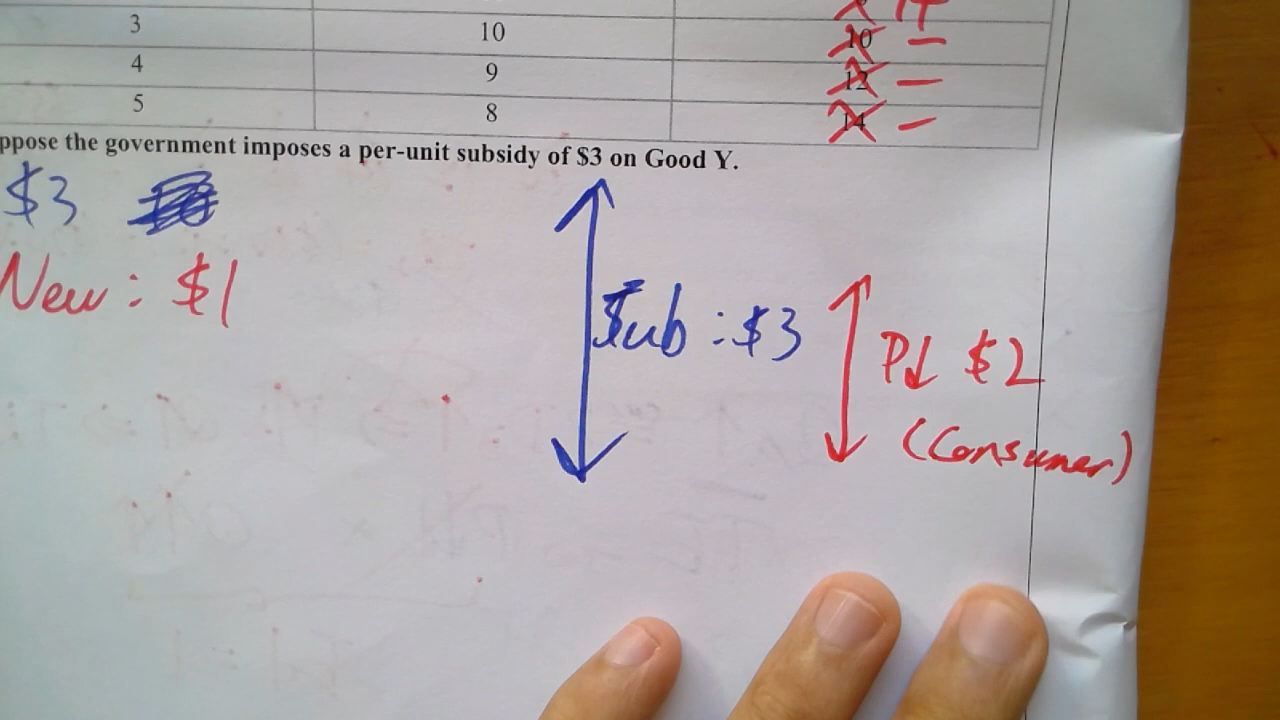 3 10 10 —
4 9 12 —
5 8 14 —
ppose the government imposes a per-unit subsidy of $3 on Good Y.
$3
New : $1
Sub : $3
P↓ $2
(Consumer)